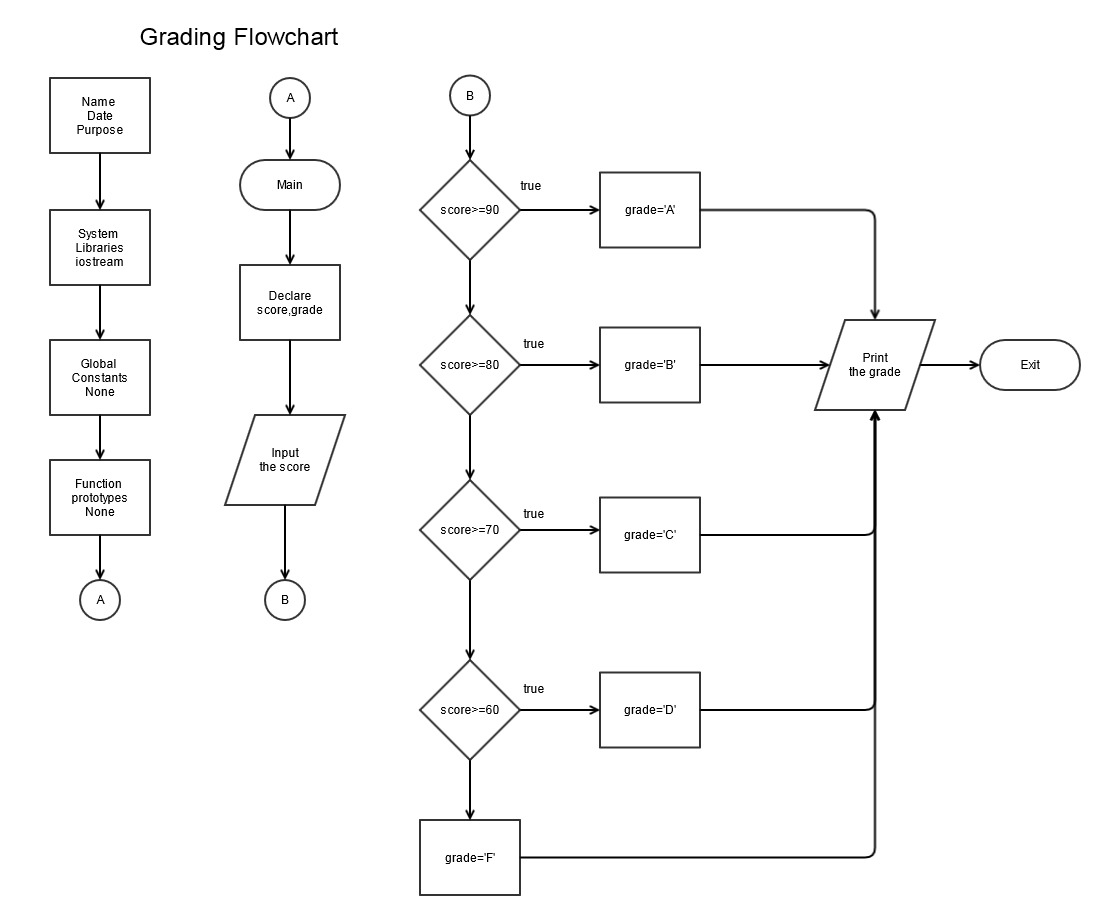 Grading Flowchart
Name
Date
Purpose
System
Libraries
iostream
Global
Constants
None
Function
prototypes
None
A
A
Main
Declare
score,grade
Input
the score
B
B
score>=90
true
grade='A'
score>=80
true
grade='B'
score>=70
true
grade='C'
score>=60
true
grade='D'
grade='F'
Print
the grade
Exit